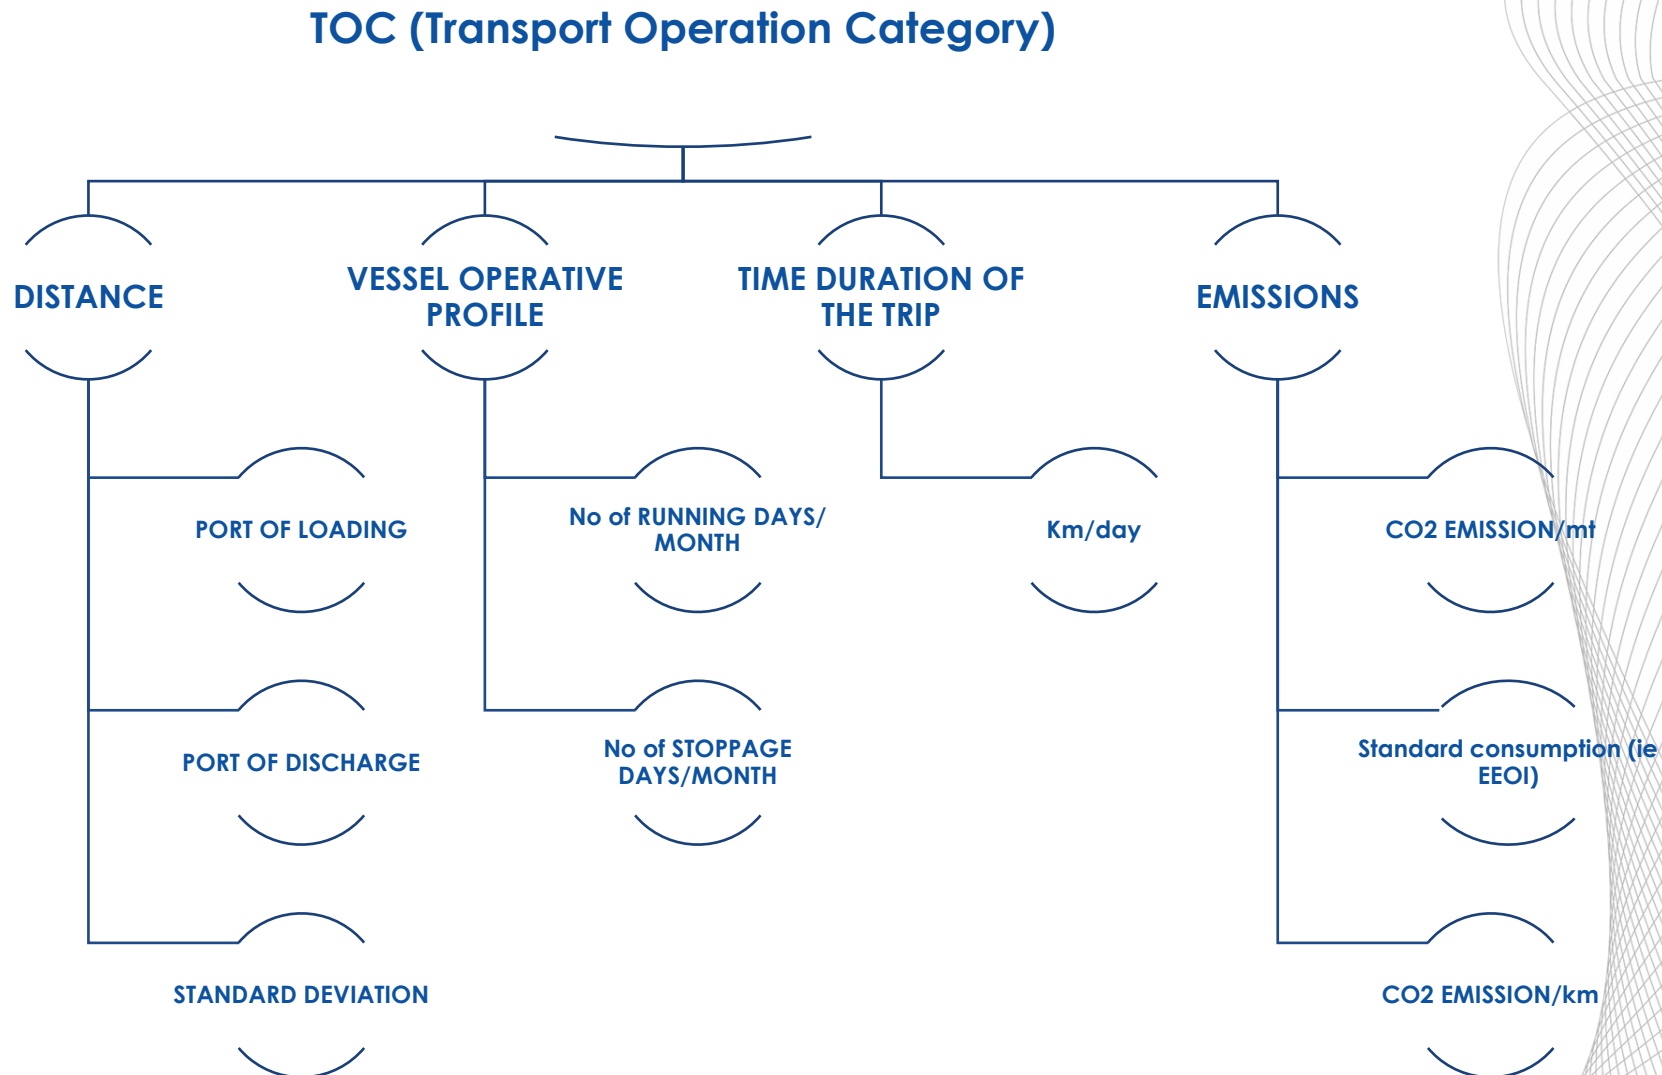 TOC (Transport Operation Category)
DISTANCE
VESSEL OPERATIVE
PROFILE
TIME DURATION OF
THE TRIP
EMISSIONS
PORT OF LOADING
No of RUNNING DAYS/
MONTH
Km/day
CO2 EMISSION/mt
PORT OF DISCHARGE
No of STOPPAGE
DAYS/MONTH
Standard consumption (ie
EEOI)
STANDARD DEVIATION
CO2 EMISSION/km